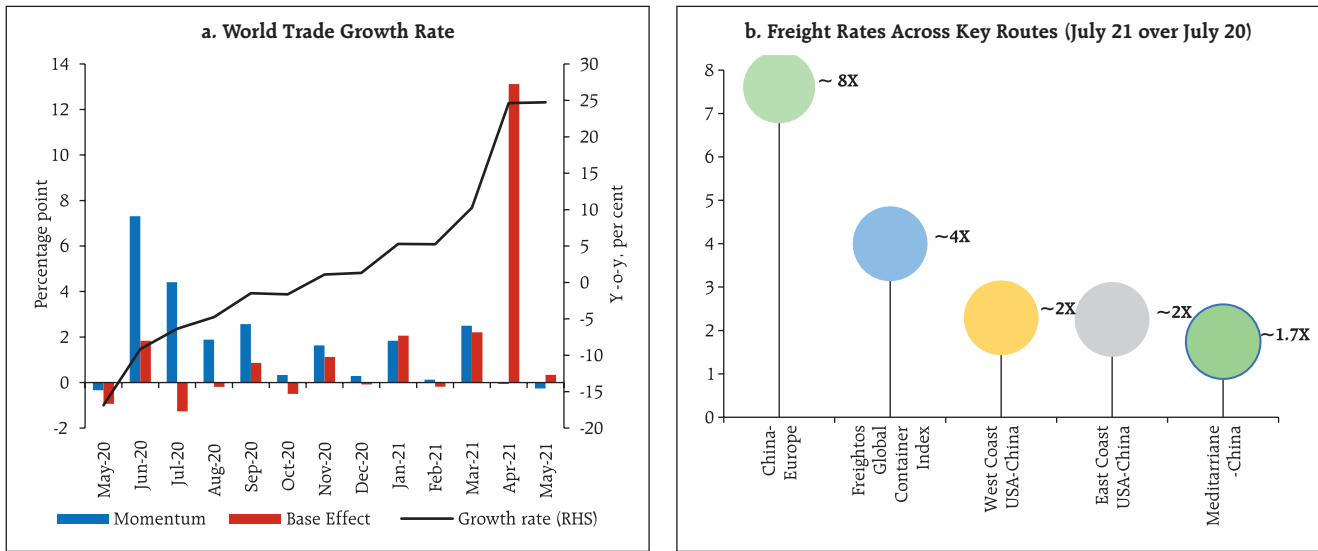 a. World Trade Growth Rate
14
12
10
8
6
4
2
0
-2
Percentage point
30
25
20
15
10
5
0
-5
-10
-15
-20
Y-o-y, per cent
May-20
Jun-20
Jul-20
Aug-20
Sep-20
Oct-20
Nov-20
Dec-20
Jan-21
Feb-21
Mar-21
Apr-21
May-21
Momentum
Base Effect
Growth rate (RHS)
b. Freight Rates Across Key Routes (July 21 over July 20)
8
7
6
5
4
3
2
1
0
~ 8X
~4X
~2X
~2X
~1.7X
China-
Europe
Freightos
Global
Container
Index
West Coast
USA-China
East Coast
USA-China
Meditarriane
-China